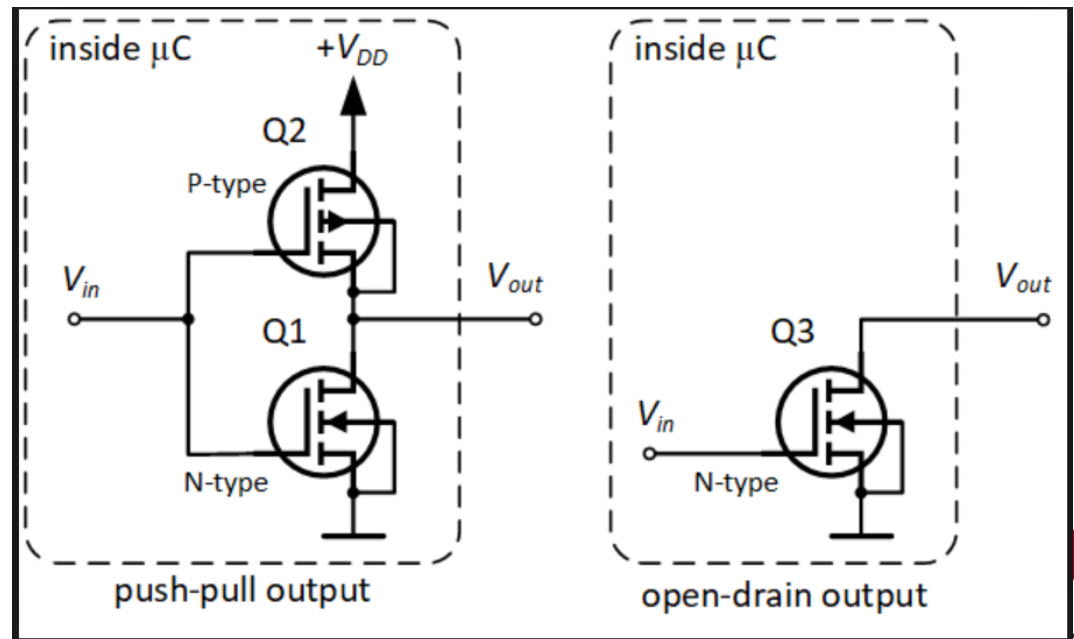 inside μC
+VDD
Q2
P-type
Vin
Vout
Q1
N-type
push-pull output
inside μC
Vout
Q3
Vin
N-type
open-drain output